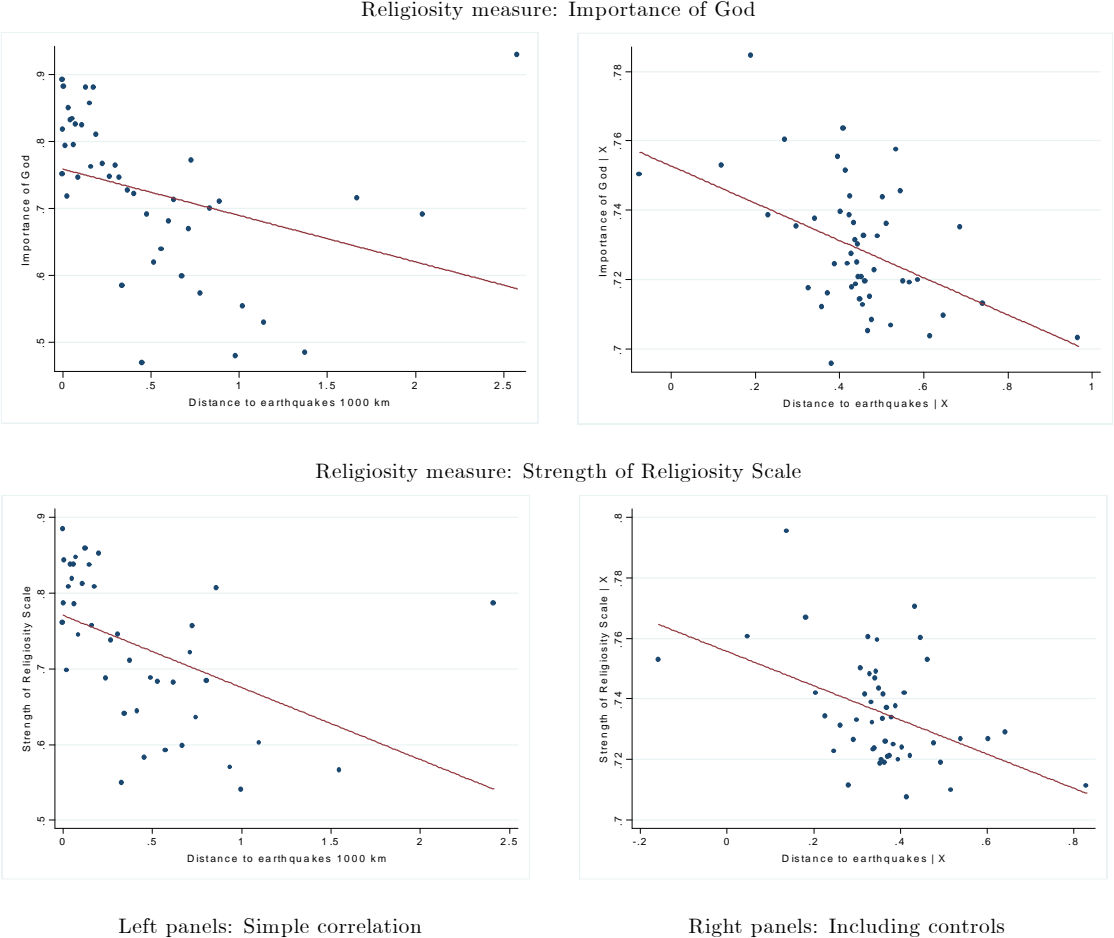 Religiosity measure: Importance of God
Importance of God
.9
.8
.7
.6
.5
0 .5 1 1.5 2 2.5
Distance to earthquakes 1000 km
Importance of God | X
.78
.76
.74
.72
.7
0 .2 .4 .6 .8 1
Distance to earthquakes | X
Religiosity measure: Strength of Religiosity Scale
Strength of Religiosity Scale
.9
.8
.7
.6
.5
0 .5 1 1.5 2 2.5
Distance to earthquakes 1000 km
Strength of Religiosity Scale | X
.8
.78
.76
.74
.72
.7
-.2 0 .2 .4 .6 .8
Distance to earthquakes | X
Left panels: Simple correlation
Right panels: Including controls